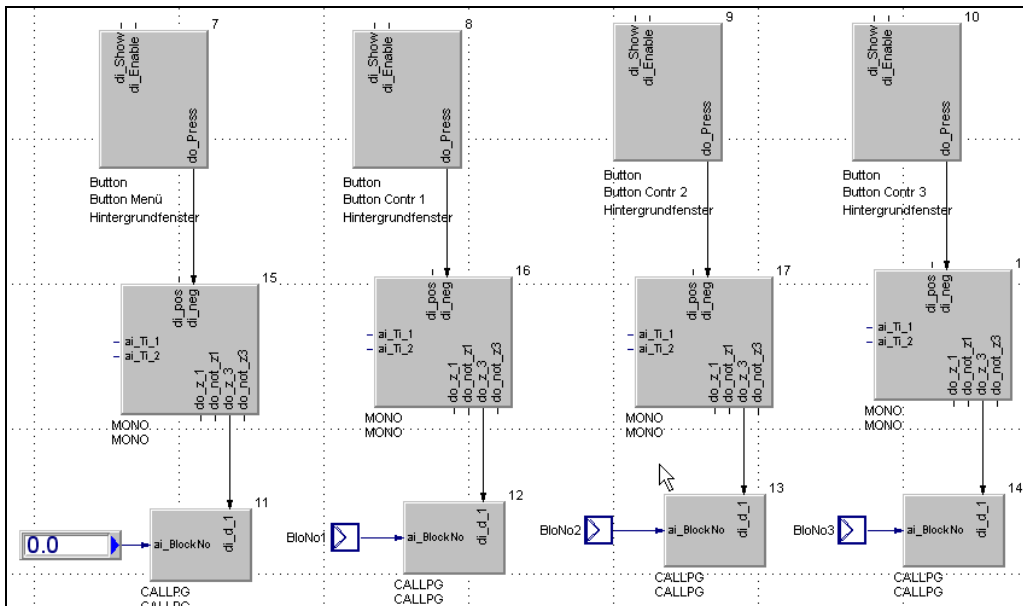 7
di_Show
di_Enable
do_Press
Button
Button Menü
Hintergrundfenster
8
di_Show
di_Enable
do_Press
Button
Button Contr 1
Hintergrundfenster
9
di_Show
di_Enable
do_Press
Button
Button Contr 2
Hintergrundfenster
10
di_Show
di_Enable
do_Press
Button
Button Contr 3
Hintergrundfenster
15
di_pos
di_neg
ai_Ti_1
ai_Ti_2
do_z_1
do_not_z1
do_z_3
do_not_z3
MONO
MONO
16
di_pos
di_neg
ai_Ti_1
ai_Ti_2
do_z_1
do_not_z1
do_z_3
do_not_z3
MONO
MONO
17
di_pos
di_neg
ai_Ti_1
ai_Ti_2
do_z_1
do_not_z1
do_z_3
do_not_z3
MONO
MONO
di_pos
di_neg
ai_Ti_1
ai_Ti_2
do_z_1
do_not_z1
do_z_3
do_not_z3
MONO
MONO
0.0
11
ai_BlockNo
di_d_1
CALLPG
CALLPG
BloNo1
12
ai_BlockNo
di_d_1
CALLPG
CALLPG
BloNo2
13
ai_BlockNo
di_d_1
CALLPG
CALLPG
BloNo3
14
ai_BlockNo
di_d_1
CALLPG
CALLPG